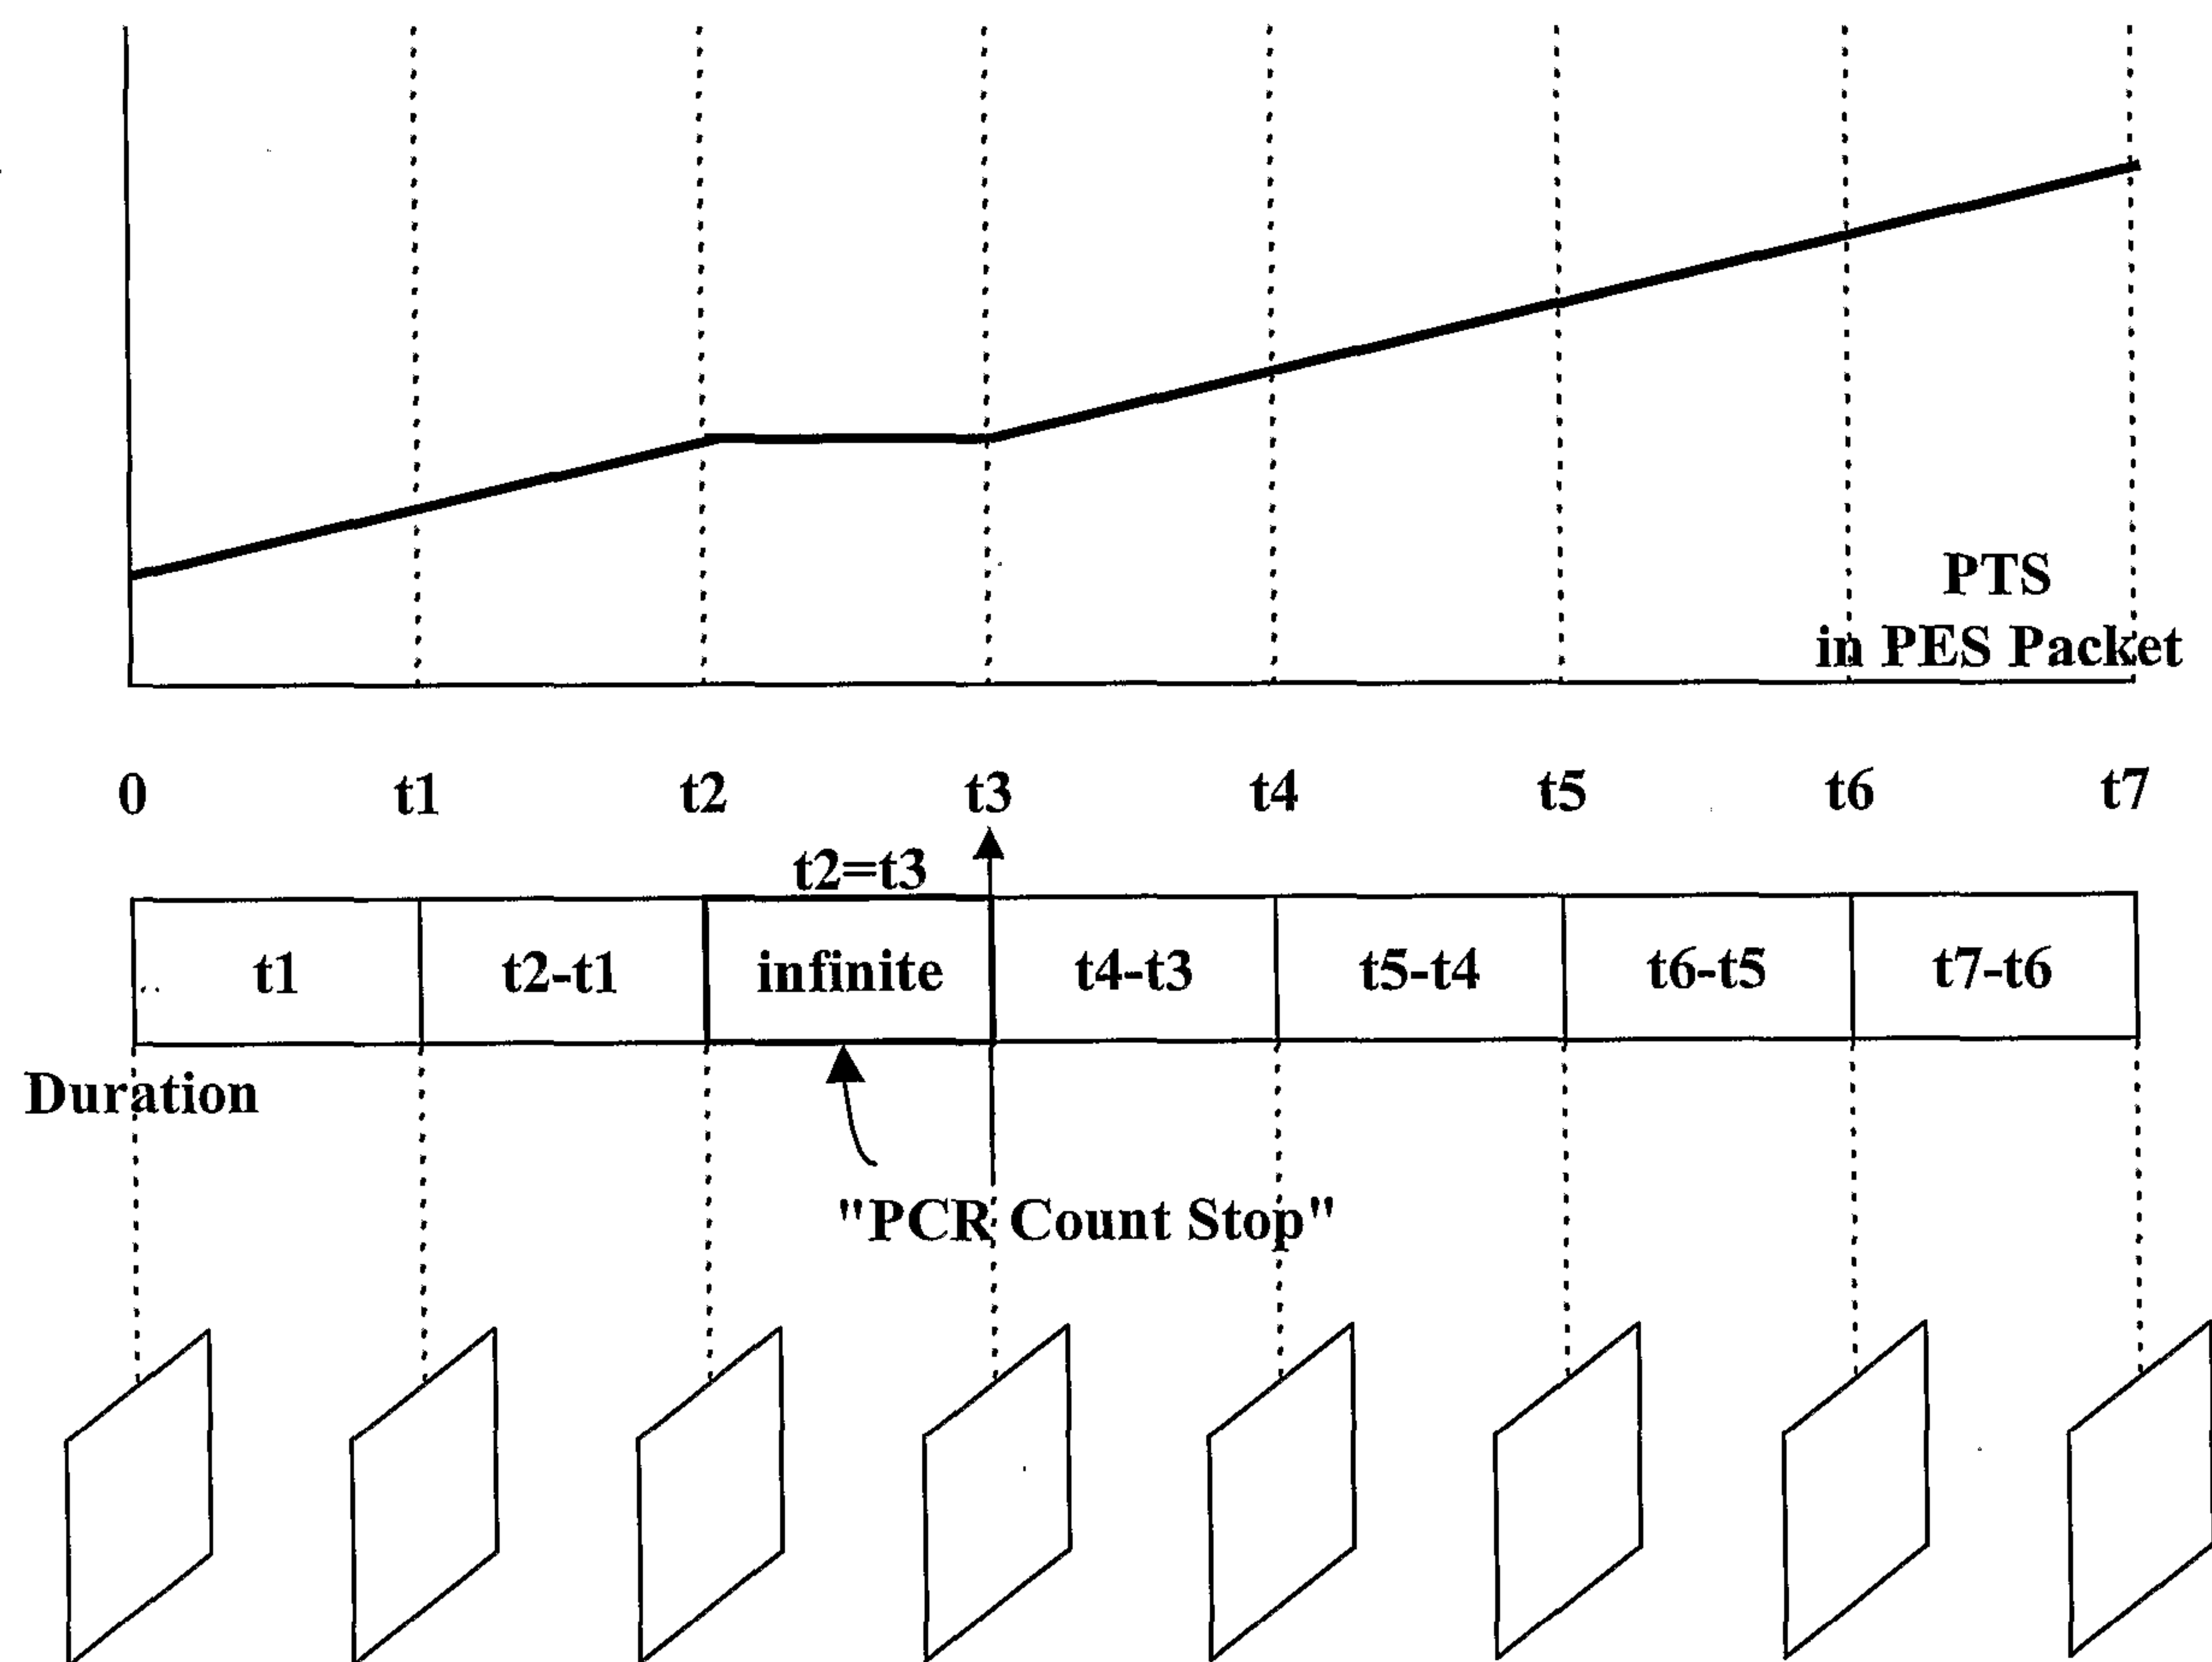 PTS
in PES Packet
0 t1 t2 t3 t4 t5 t6 t7
t2=t3
t1 t2-t1 infinite t4-t3 t5-t4 t6-t5 t7-t6
Duration
"PCR Count Stop"